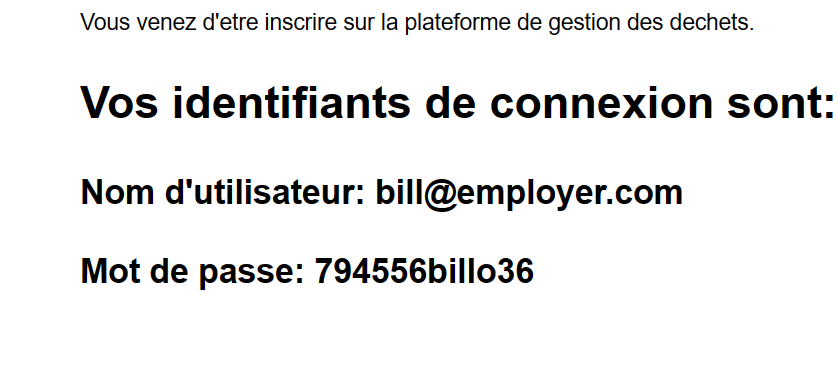 Vous venez d'etre inscrire sur la plateforme de gestion des dechets.
Vos identifiants de connexion sont:
Nom d'utilisateur: bill@employer.com
Mot de passe: 794556billo36